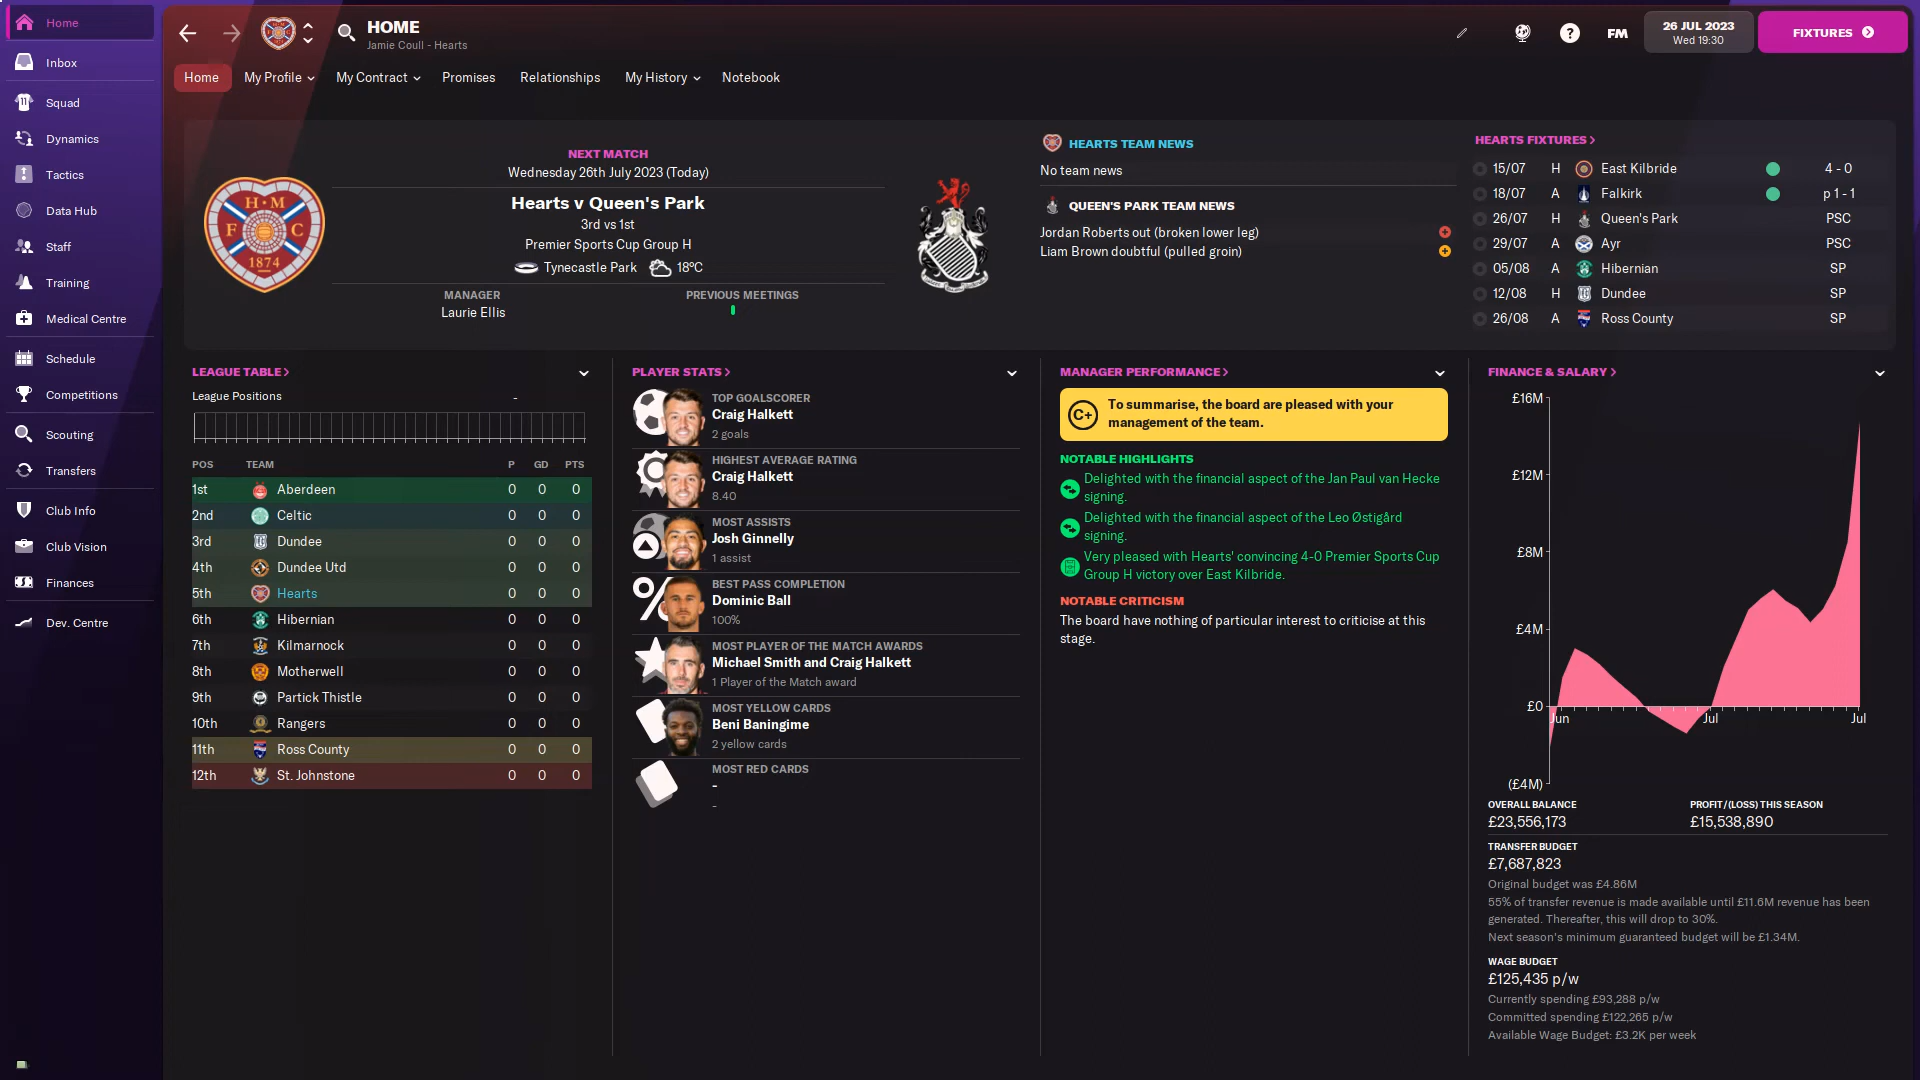 Home
Inbox
Squad
Dynamics
Tactics
Data Hub
Staff
Training
Medical Centre
Schedule
Competitions
Scouting
Transfers
Club Info
Club Vision
Finances
Dev. Centre
HOME
Jamie Coull - Hearts
FM
26 JUL 2023
Wed 19:30
FIXTURES
Home My Profile My Contract Promises Relationships My History Notebook
H M
F C
1874
NEXT MATCH
Wednesday 26th July 2023 (Today)
Hearts v Queen's Park
3rd vs 1st
Premier Sports Cup Group H
Tynecastle Park 18ºC
MANAGER
Laurie Ellis
PREVIOUS MEETINGS
HEARTS TEAM NEWS
No team news
QUEEN'S PARK TEAM NEWS
Jordan Roberts out (broken lower leg)
Liam Brown doubtful (pulled groin)
HEARTS FIXTURES >
15/07 H East Kilbride 4 - 0
18/07 A Falkirk p 1 - 1
26/07 H Queen's Park PSC
29/07 A Ayr PSC
05/08 A Hibernian SP
12/08 H Dundee SP
26/08 A Ross County SP
LEAGUE TABLE >
League Positions -
POS TEAM P GD PTS
1st Aberdeen 0 0 0
2nd Celtic 0 0 0
3rd Dundee 0 0 0
4th Dundee Utd 0 0 0
5th Hearts 0 0 0
6th Hibernian 0 0 0
7th Kilmarnock 0 0 0
8th Motherwell 0 0 0
9th Partick Thistle 0 0 0
10th Rangers 0 0 0
11th Ross County 0 0 0
12th St. Johnstone 0 0 0
PLAYER STATS >
TOP GOALSCORER
Craig Halkett
2 goals
HIGHEST AVERAGE RATING
Craig Halkett
8.40
MOST ASSISTS
Josh Ginnelly
1 assist
BEST PASS COMPLETION
Dominic Ball
100%
MOST PLAYER OF THE MATCH AWARDS
Michael Smith and Craig Halkett
1 Player of the Match award
MOST YELLOW CARDS
Beni Baningime
2 yellow cards
MOST RED CARDS
-
-
MANAGER PERFORMANCE >
C+
To summarise, the board are pleased with your
management of the team.
NOTABLE HIGHLIGHTS
Delighted with the financial aspect of the Jan Paul van Hecke
signing.
Delighted with the financial aspect of the Leo Østigård
signing.
Very pleased with Hearts' convincing 4-0 Premier Sports Cup
Group H victory over East Kilbride.
NOTABLE CRITICISM
The board have nothing of particular interest to criticise at this
stage.
FINANCE & SALARY >
£16M
£12M
£8M
£4M
£0
(£4M)
Jun Jul Jul
OVERALL BALANCE
£23,556,173
PROFIT/(LOSS) THIS SEASON
£15,538,890
TRANSFER BUDGET
£7,687,823
Original budget was £4.86M
55% of transfer revenue is made available until £11.6M revenue has been
generated. Thereafter, this will drop to 30%.
Next season's minimum guaranteed budget will be £1.34M.
WAGE BUDGET
£125,435 p/w
Currently spending £93,288 p/w
Committed spending £122,265 p/w
Available Wage Budget: £3.2K per week